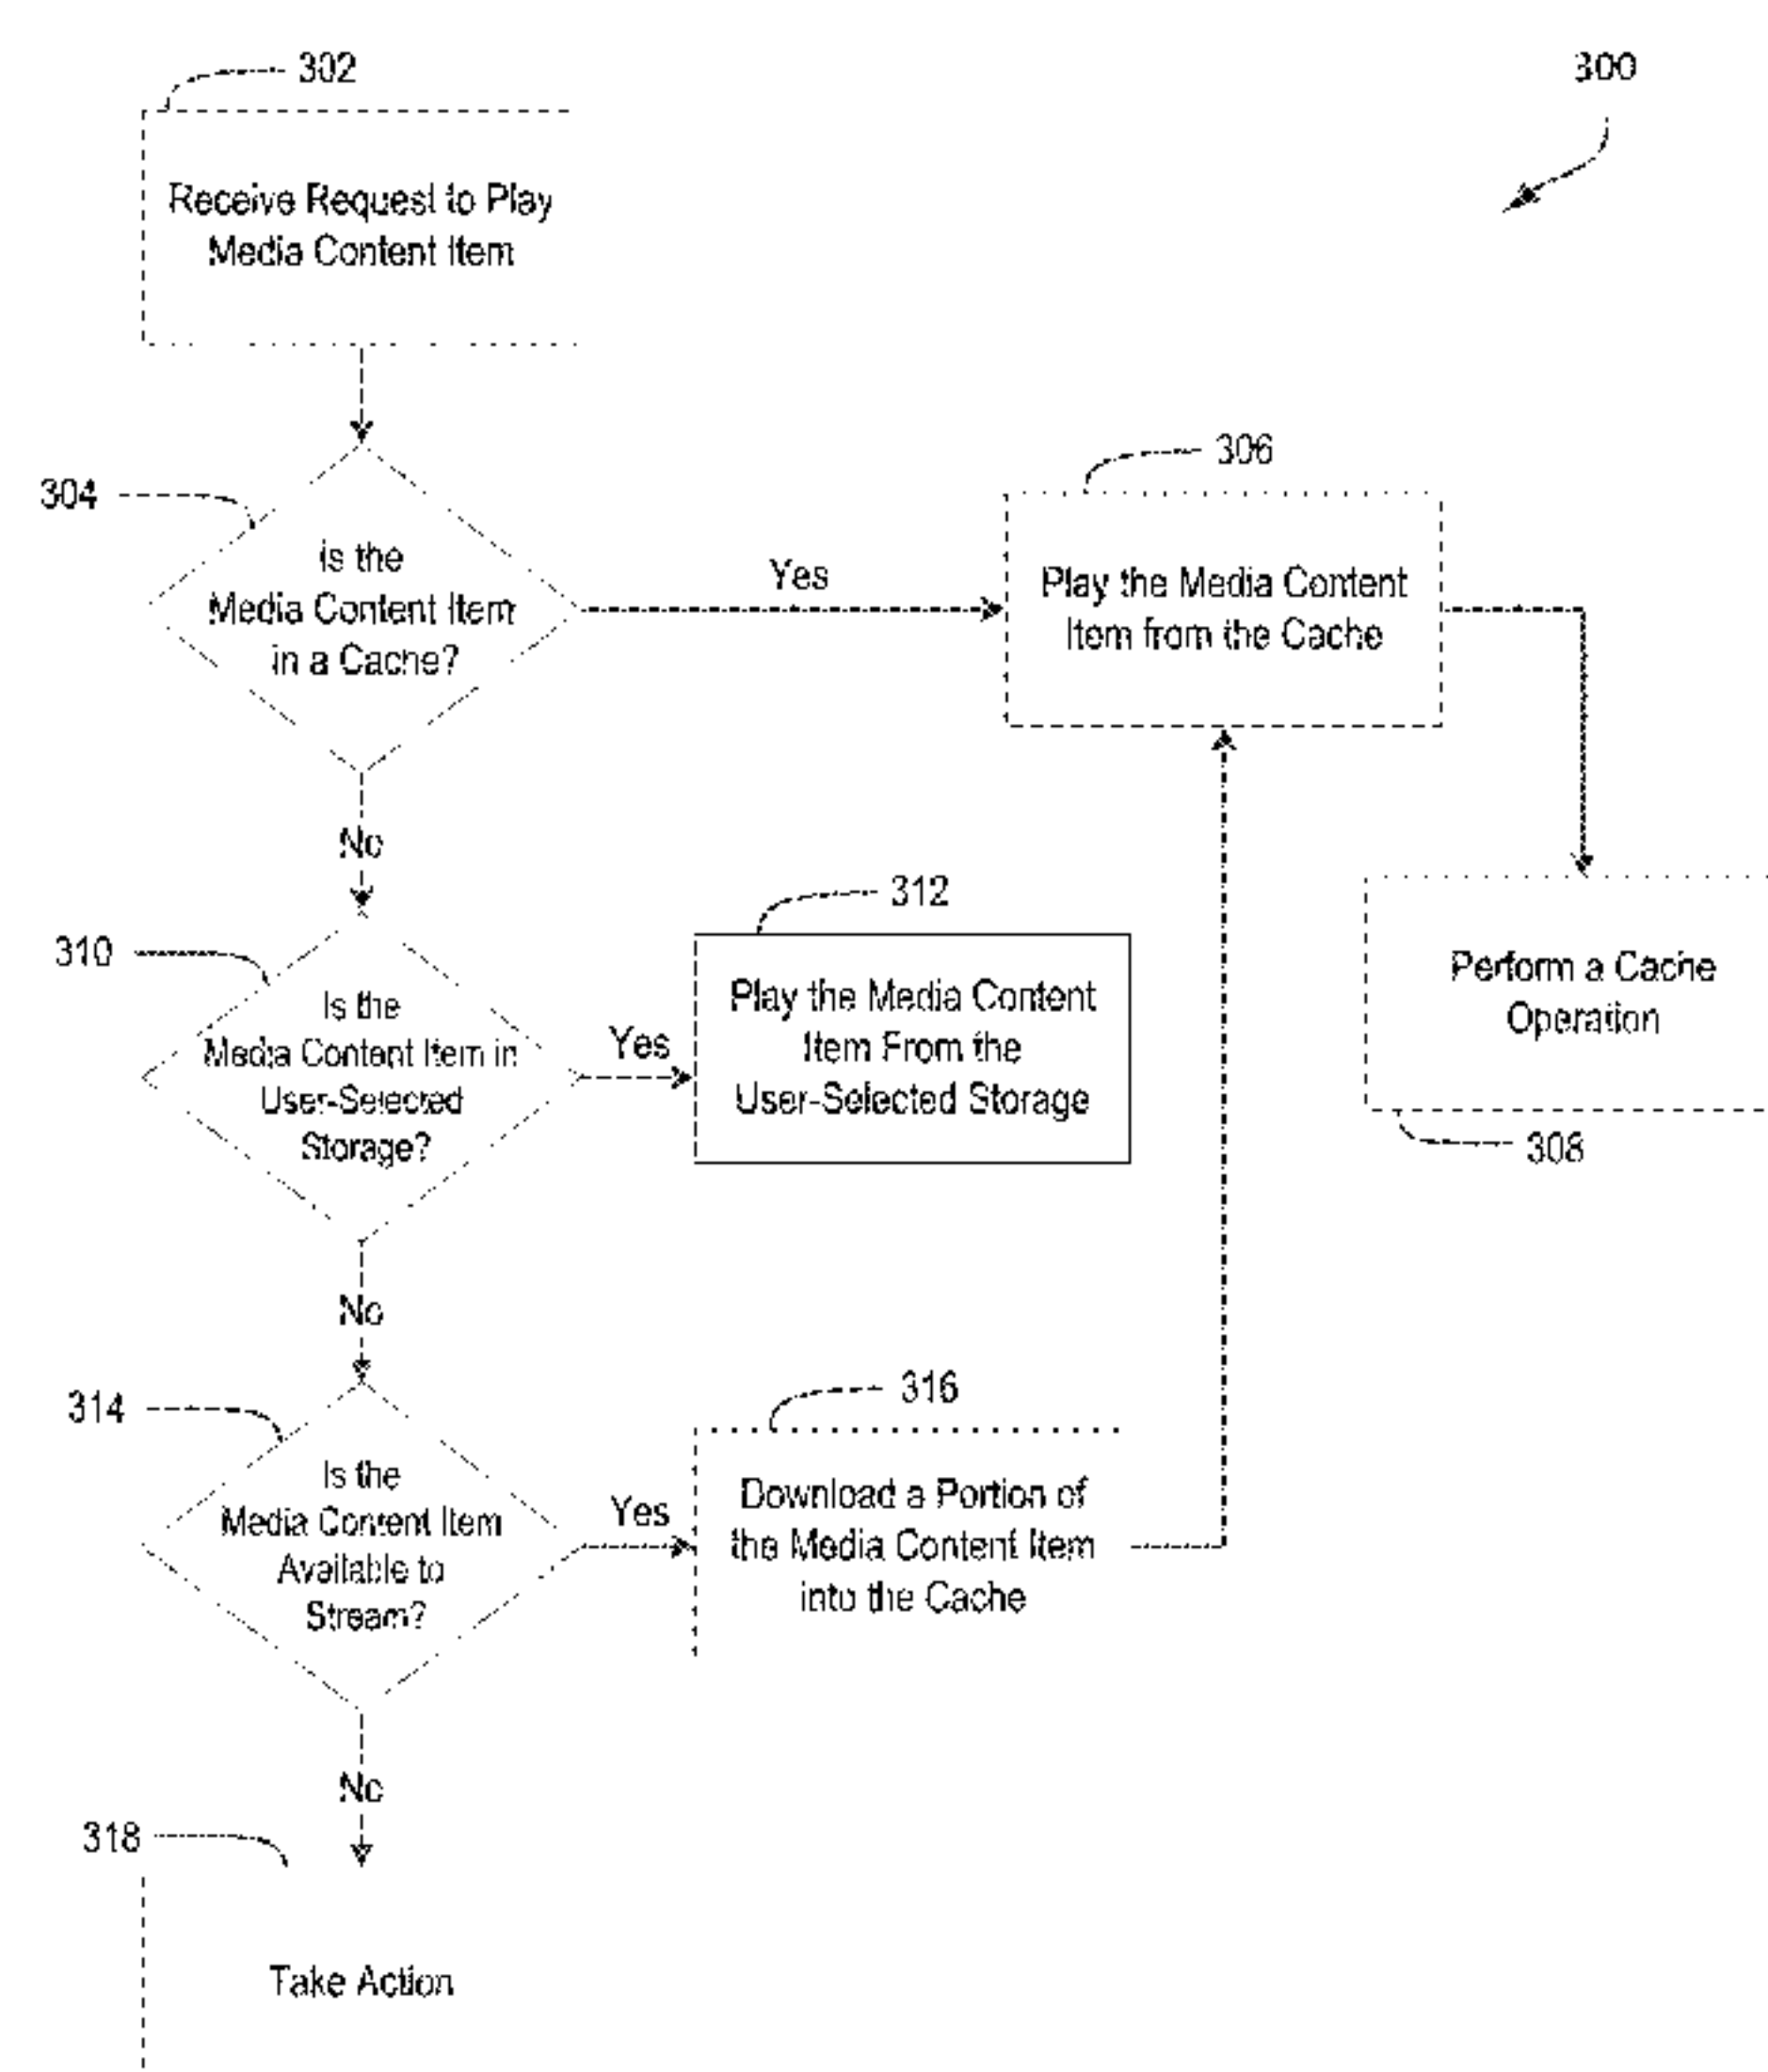 302
300
Receive Request to Play
Media Content Item
304
Is the
Media Content Item
in a Cache?
Yes
306
Play the Media Content
Item from the Cache
No
310
Is the
Media Content Item in
User-Selected
Storage?
Yes
312
Play the Media Content
Item From the
User-Selected Storage
Perform a Cache
Operation
308
No
314
Is the
Media Content Item
Available to
Stream?
Yes
316
Download a Portion of
the Media Content Item
into the Cache
No
318
Take Action